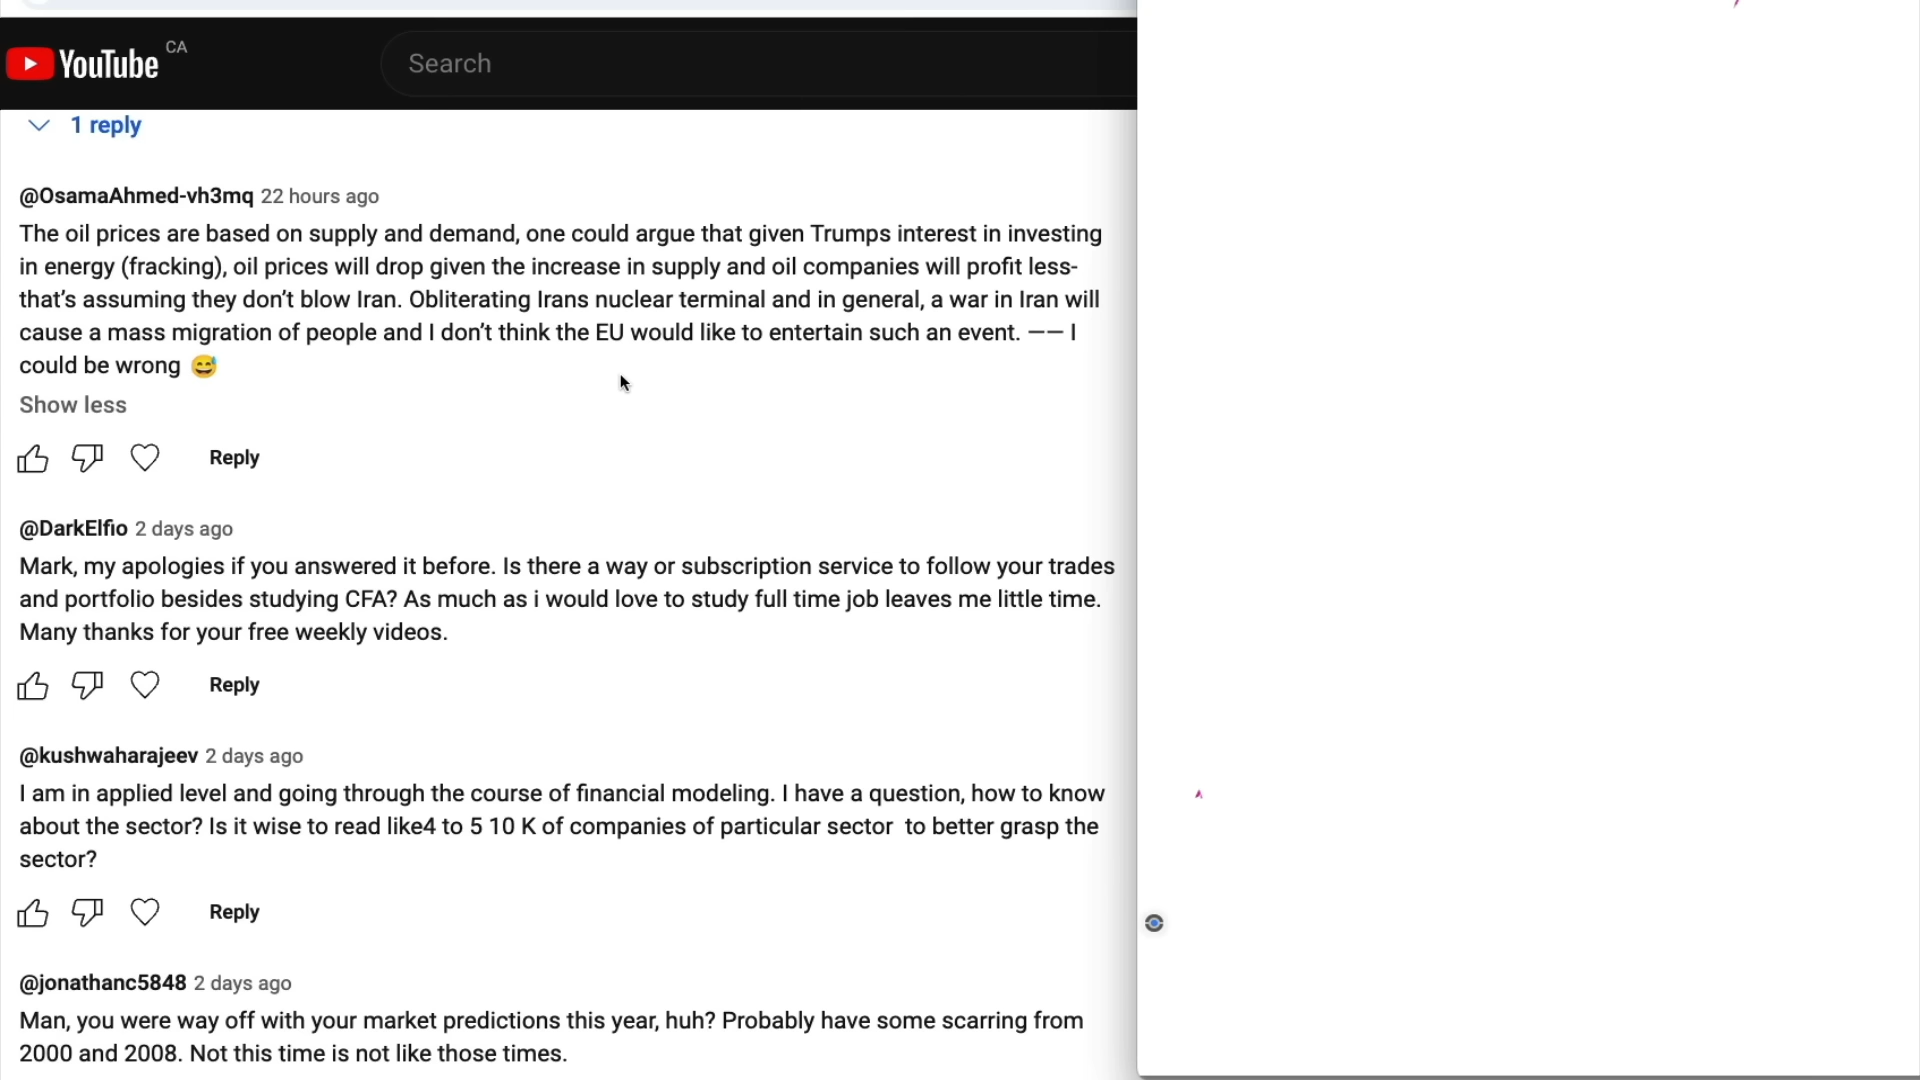 YouTube CA
Search
1 reply
@OsamaAhmed-vh3mq 22 hours ago
The oil prices are based on supply and demand, one could argue that given Trumps interest in investing
in energy (fracking), oil prices will drop given the increase in supply and oil companies will profit less-
that’s assuming they don’t blow Iran. Obliterating Irans nuclear terminal and in general, a war in Iran will
cause a mass migration of people and I don’t think the EU would like to entertain such an event. —— I
could be wrong 😅
Show less
Reply
@DarkElfio 2 days ago
Mark, my apologies if you answered it before. Is there a way or subscription service to follow your trades
and portfolio besides studying CFA? As much as i would love to study full time job leaves me little time.
Many thanks for your free weekly videos.
Reply
@kushwaharajeev 2 days ago
I am in applied level and going through the course of financial modeling. I have a question, how to know
about the sector? Is it wise to read like4 to 5 10 K of companies of particular sector  to better grasp the
sector?
Reply
@jonathanc5848 2 days ago
Man, you were way off with your market predictions this year, huh? Probably have some scarring from
2000 and 2008. Not this time is not like those times.